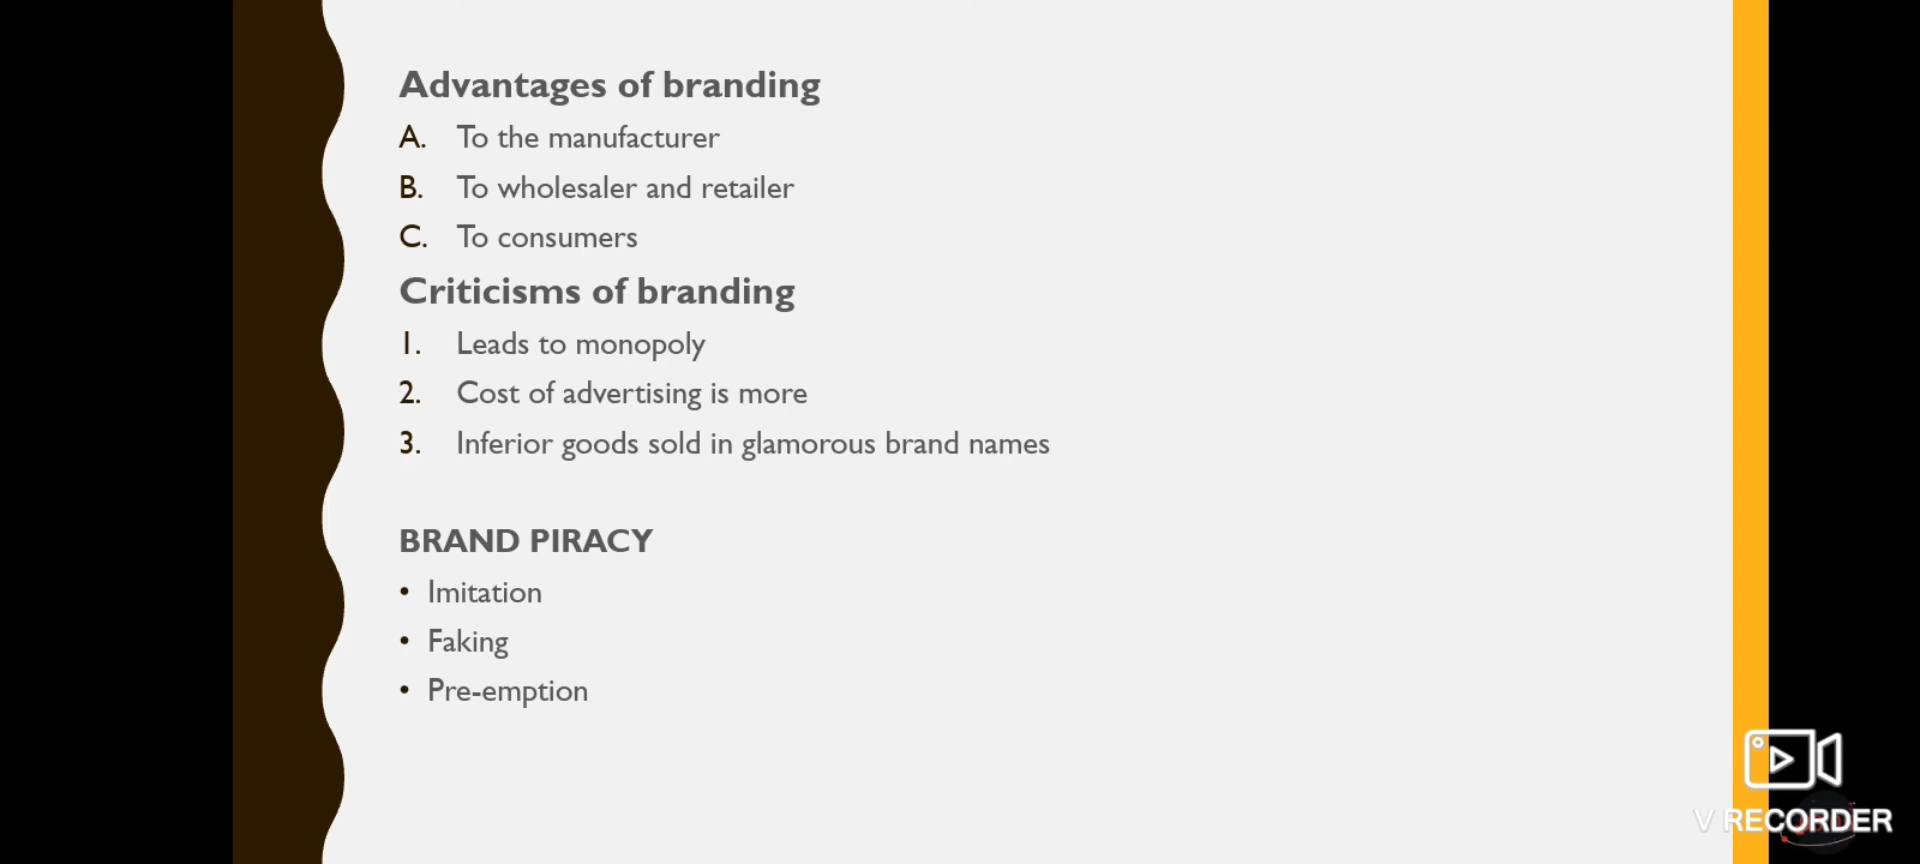 Advantages of branding
A. To the manufacturer
B. To wholesaler and retailer
C. To consumers
Criticisms of branding
1. Leads to monopoly
2. Cost of advertising is more
3. Inferior goods sold in glamorous brand names
BRAND PIRACY
• Imitation
• Faking
• Pre-emption
V RECORDER